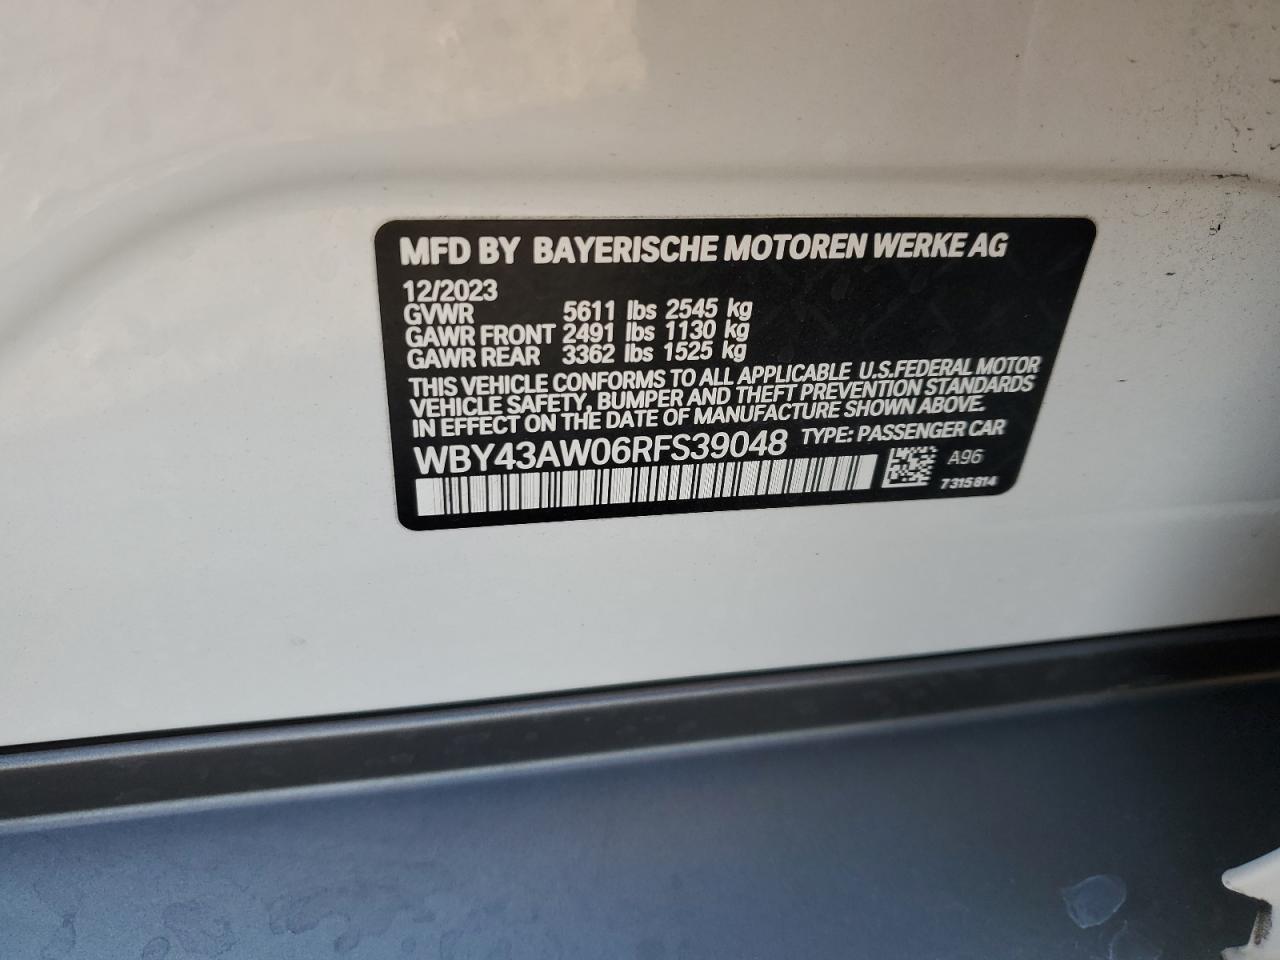 MFD BY BAYERISCHE MOTOREN WERKE AG
12/2023
GVWR 5611 lbs 2545 kg
GAWR FRONT 2491 lbs 1130 kg
GAWR REAR 3362 lbs 1525 kg
THIS VEHICLE CONFORMS TO ALL APPLICABLE U.S.FEDERAL MOTOR
VEHICLE SAFETY, BUMPER AND THEFT PREVENTION STANDARDS
IN EFFECT ON THE DATE OF MANUFACTURE SHOWN ABOVE.
WBY43AW06RFS39048 TYPE: PASSENGER CAR
A96
7315814